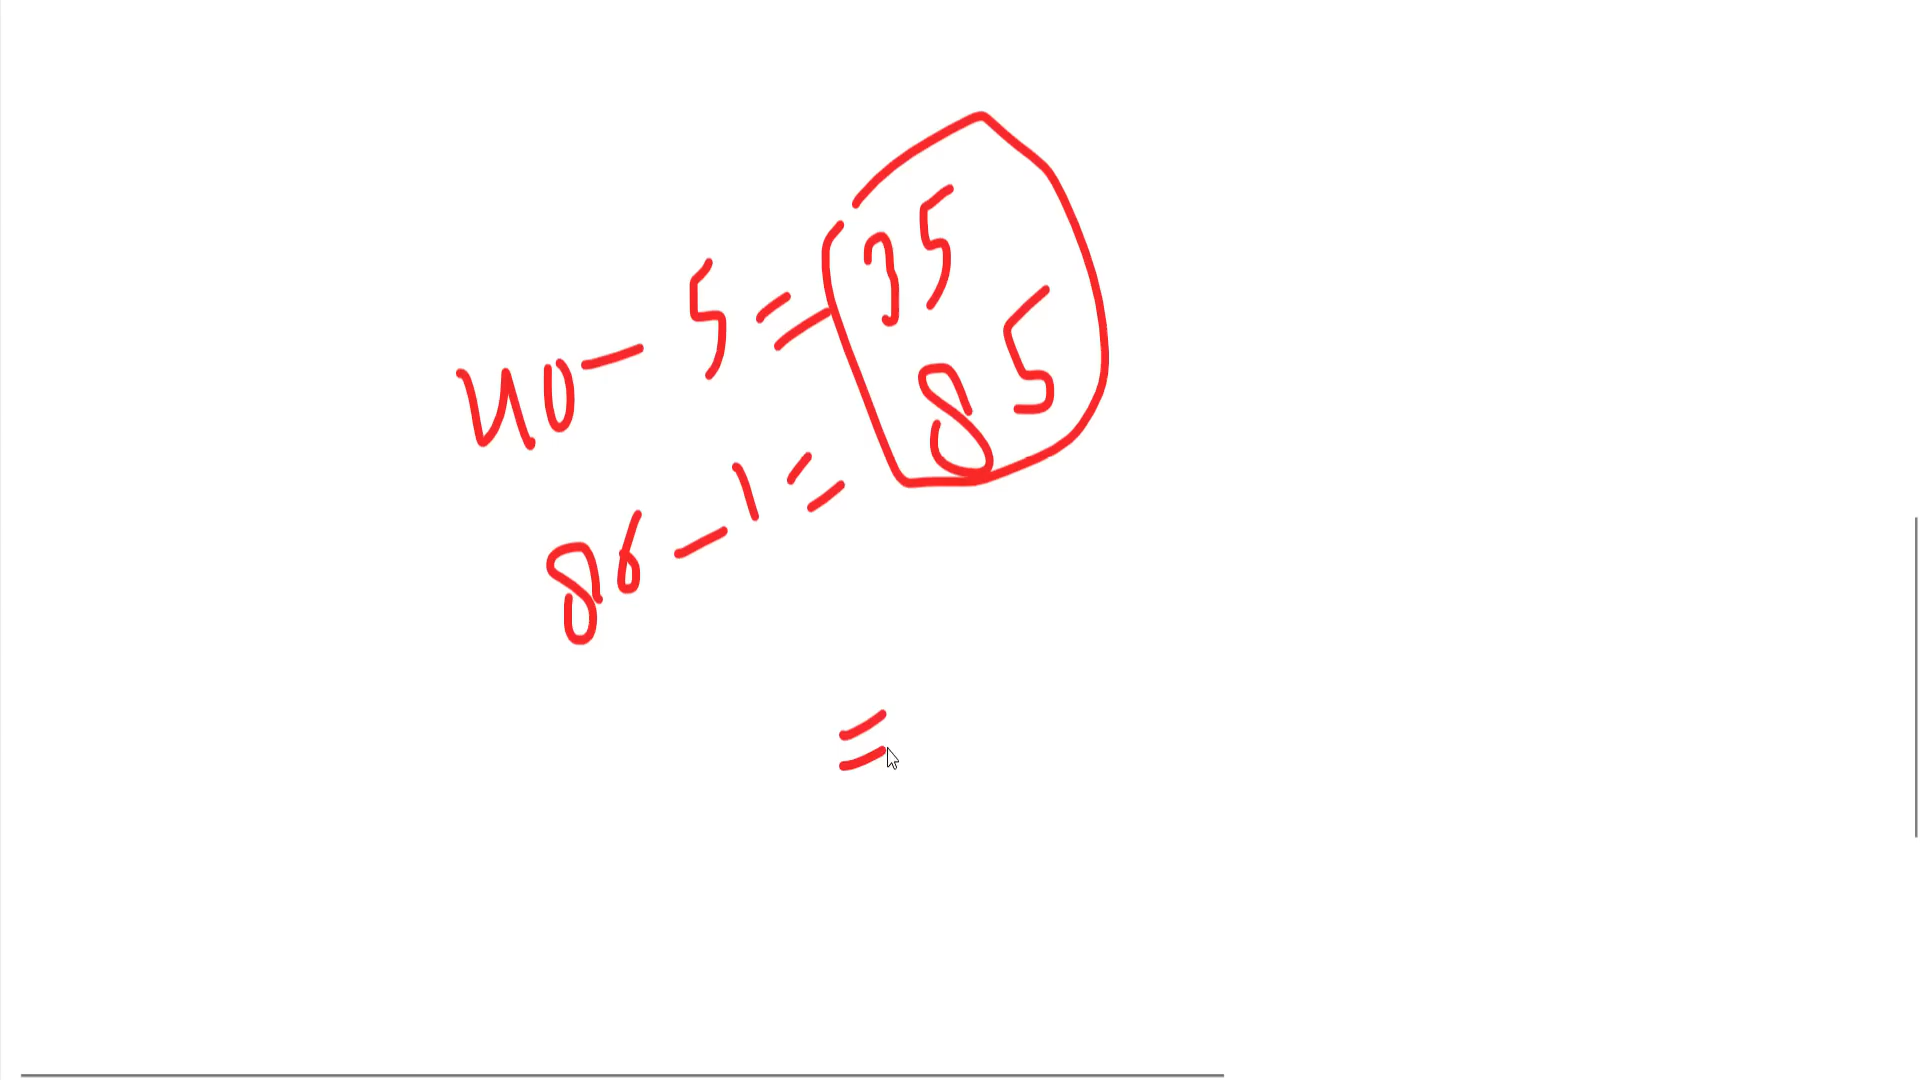 40 - 5 = 35
86 - 1 = 85
=